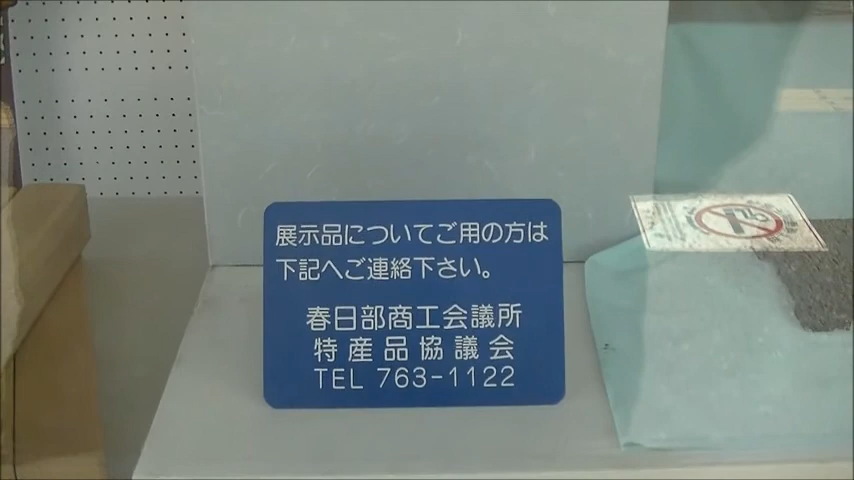 展示品についてご用の方は
下記へご連絡下さい。
春日部商工会議所
特産品協議会
TEL 763-1122